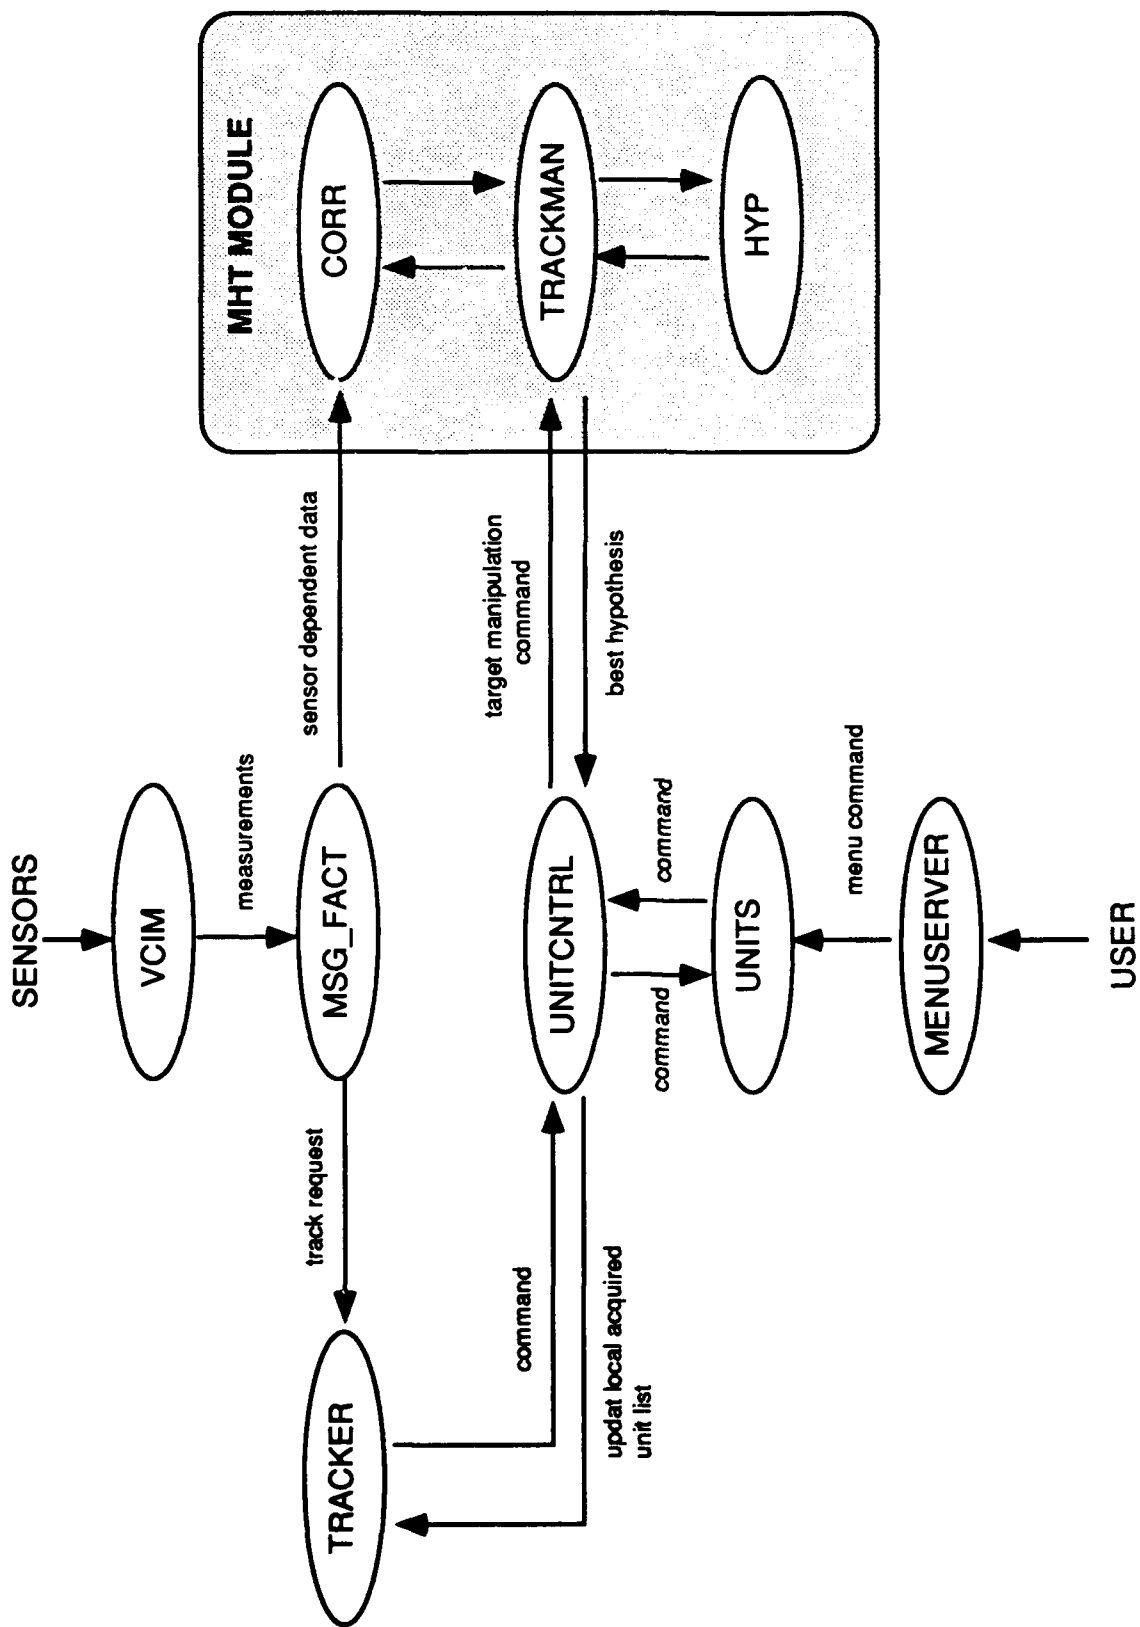 SENSORS
VCIM
measurements
MSG_FACT
track request
sensor dependent data
TRACKER
MHT MODULE
CORR
TRACKMAN
HYP
command
updat local acquired
unit list
UNITCNTRL
target manipulation
command
best hypothesis
command
command
UNITS
menu command
MENUSERVER
USER